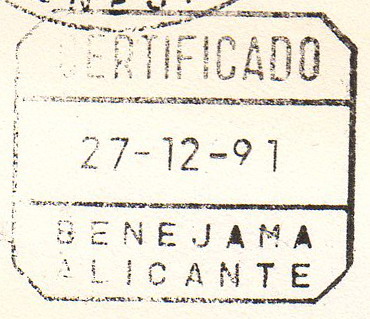 CERTIFICADO
27-12-91
BENEJAMA
ALICANTE